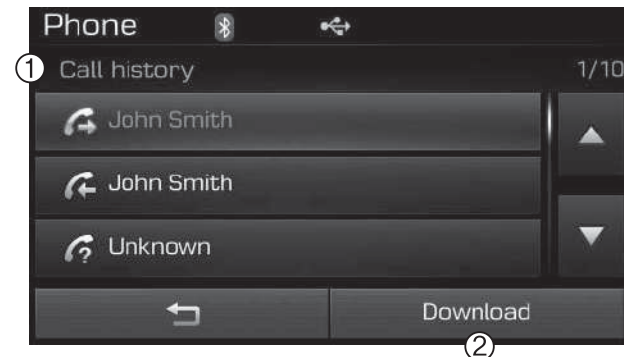 Phone
① Call history 1/10
John Smith
John Smith
Unknown
Download
②